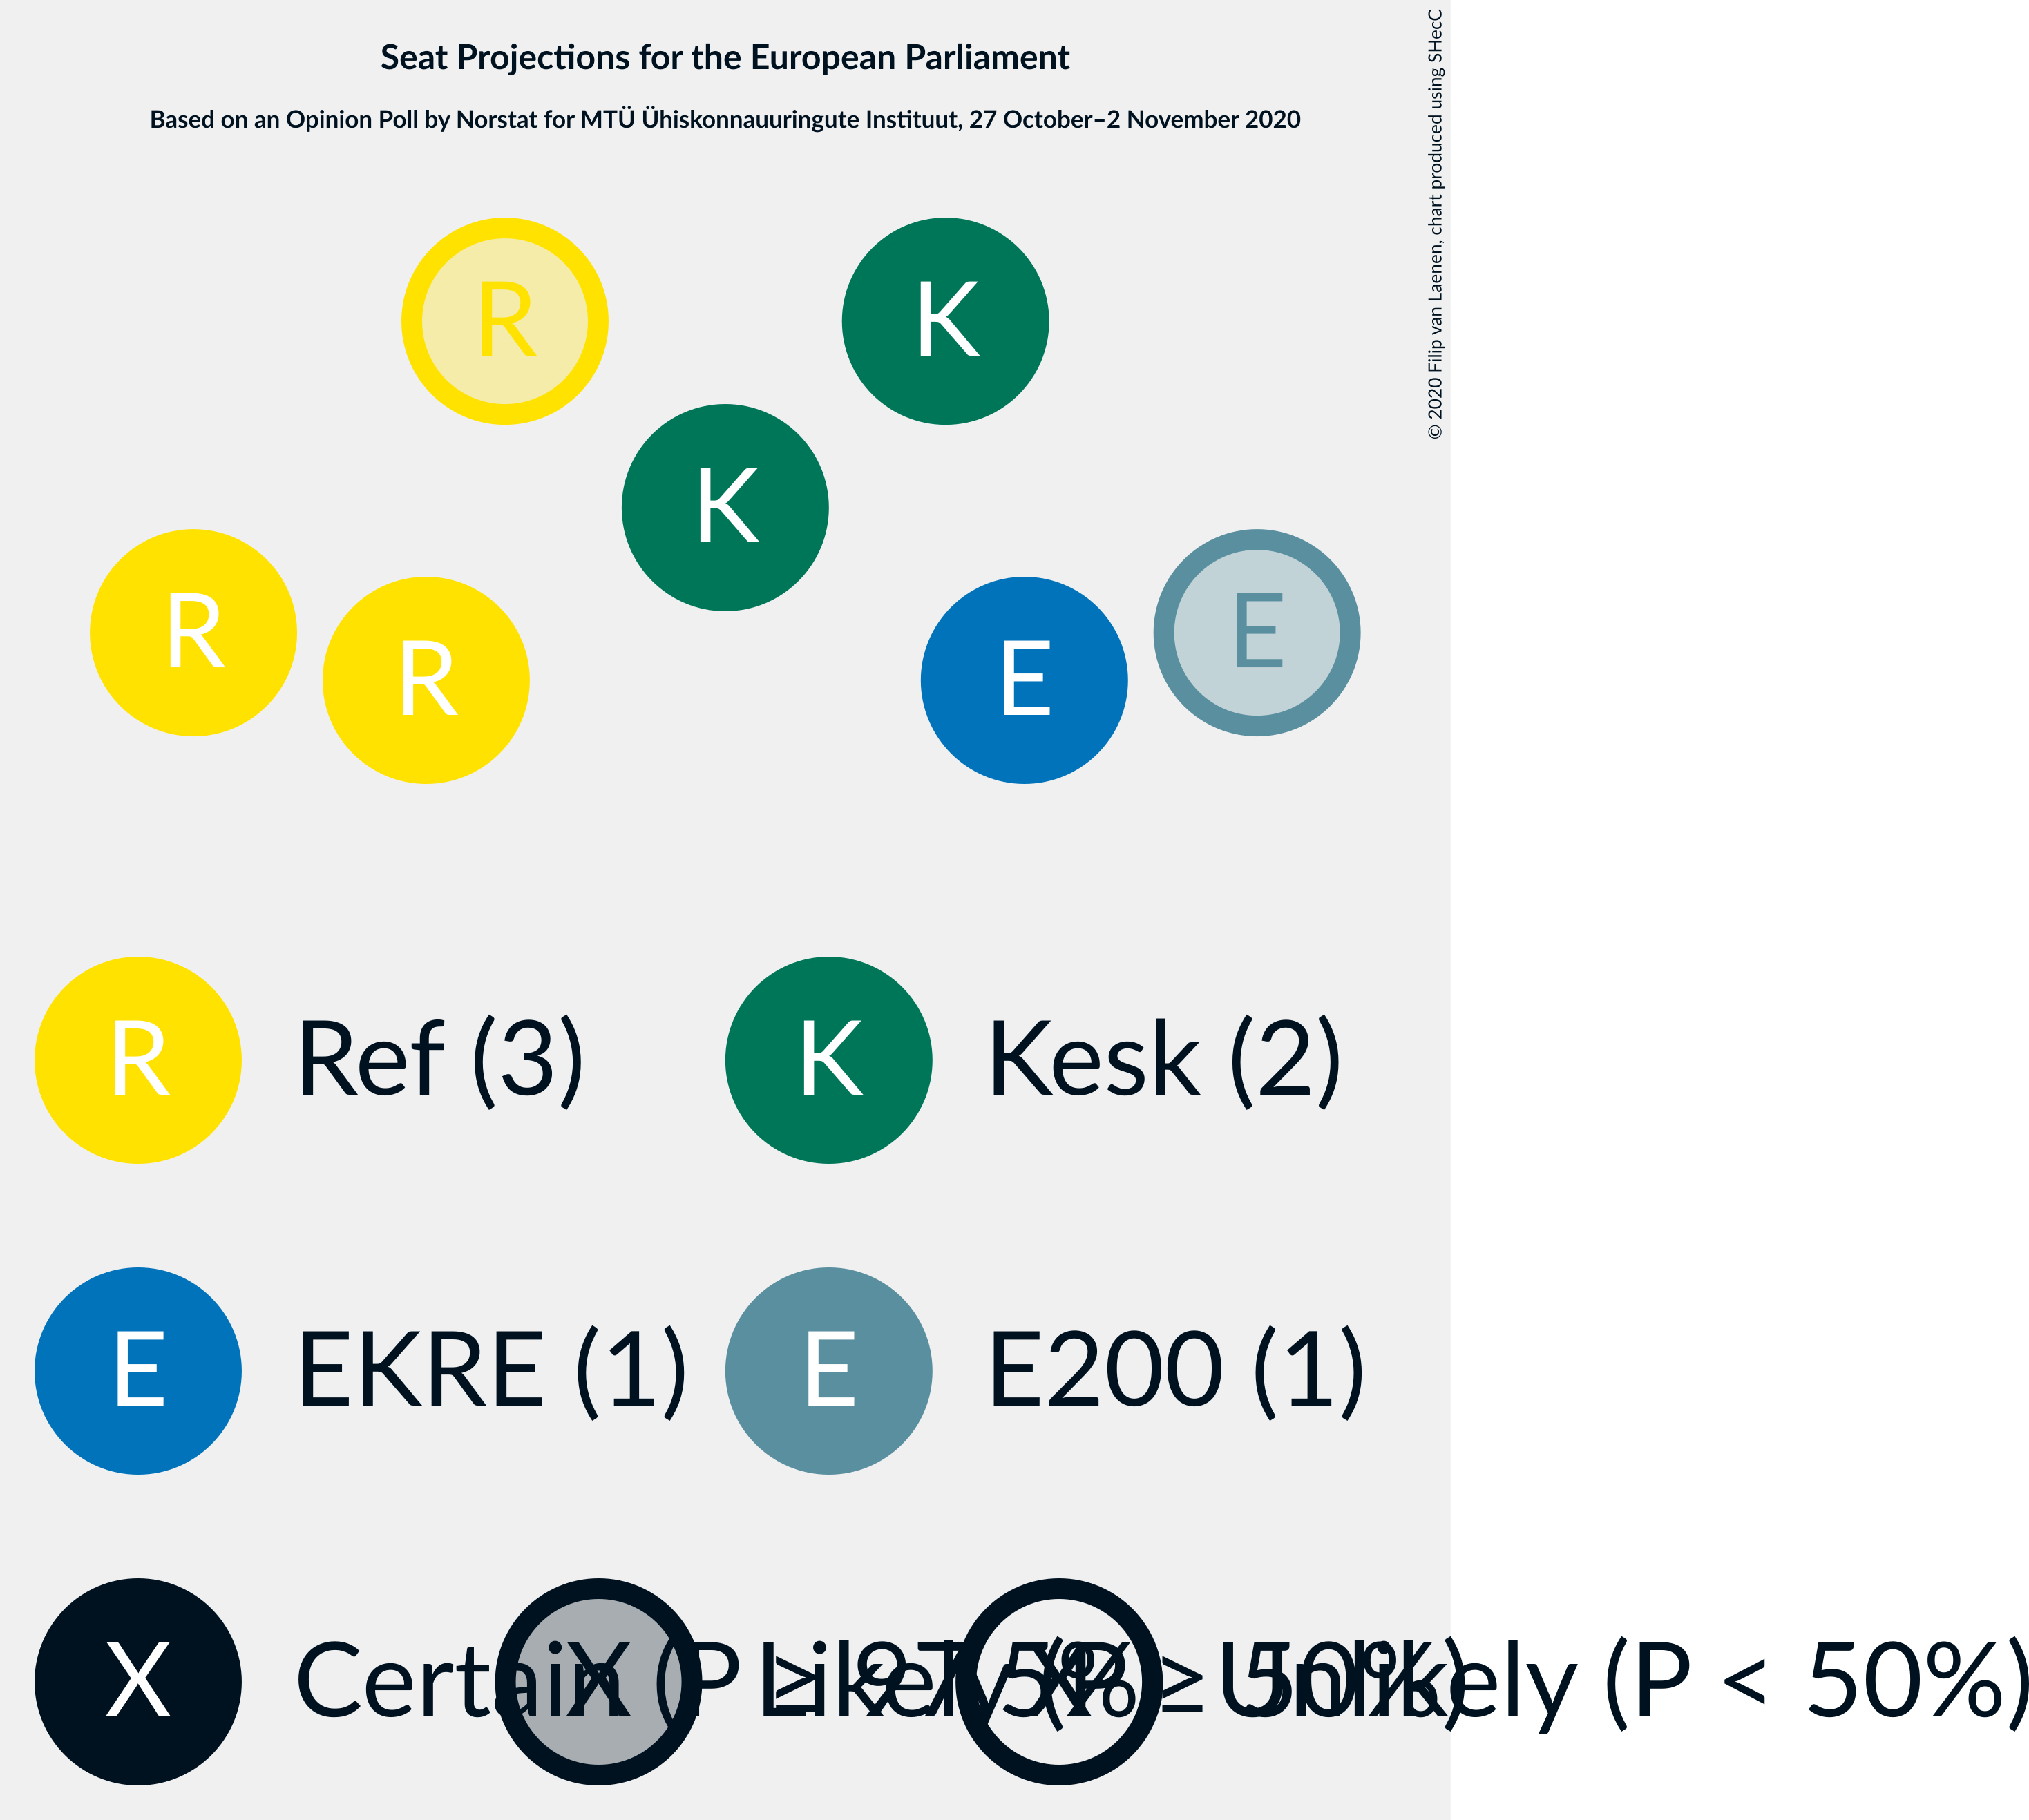 Seat Projections for the European Parliament
Based on an Opinion Poll by Norstat for MTÜ Ühiskonnauuringute Instituut, 27 October–2 November 2020
© 2020 Filip van Laenen, chart produced using SHecC
R
K
K
R
E
R
E
R Ref (3) K Kesk (2)
E EKRE (1) E E200 (1)
X Certain (P ≥ 95%) X Likely (P ≥ 50%) X Unlikely (P < 50%)